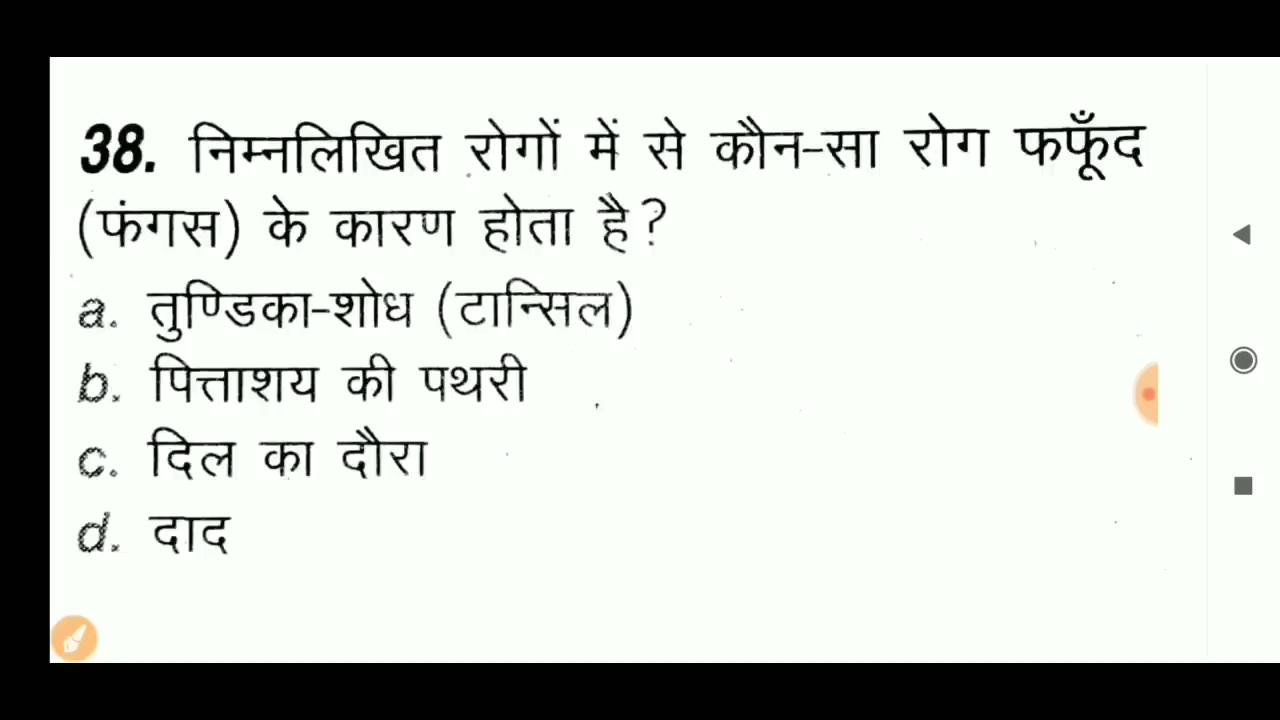 38. निम्नलिखित रोगों में से कौन-सा रोग फफूँद
(फंगस) के कारण होता है?
a. तुण्डिका-शोध (टान्सिल)
b. पित्ताशय की पथरी
c. दिल का दौरा
d. दाद